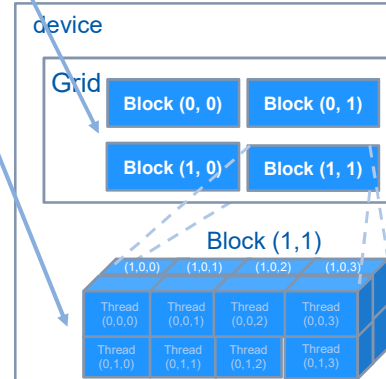 device
Grid
Block (0, 0) Block (0, 1)
Block (1, 0) Block (1, 1)
Block (1,1)
(1,0,0) (1,0,1) (1,0,2) (1,0,3)
Thread Thread Thread Thread
(0,0,0) (0,0,1) (0,0,2) (0,0,3)
Thread Thread Thread Thread
(0,1,0) (0,1,1) (0,1,2) (0,1,3)